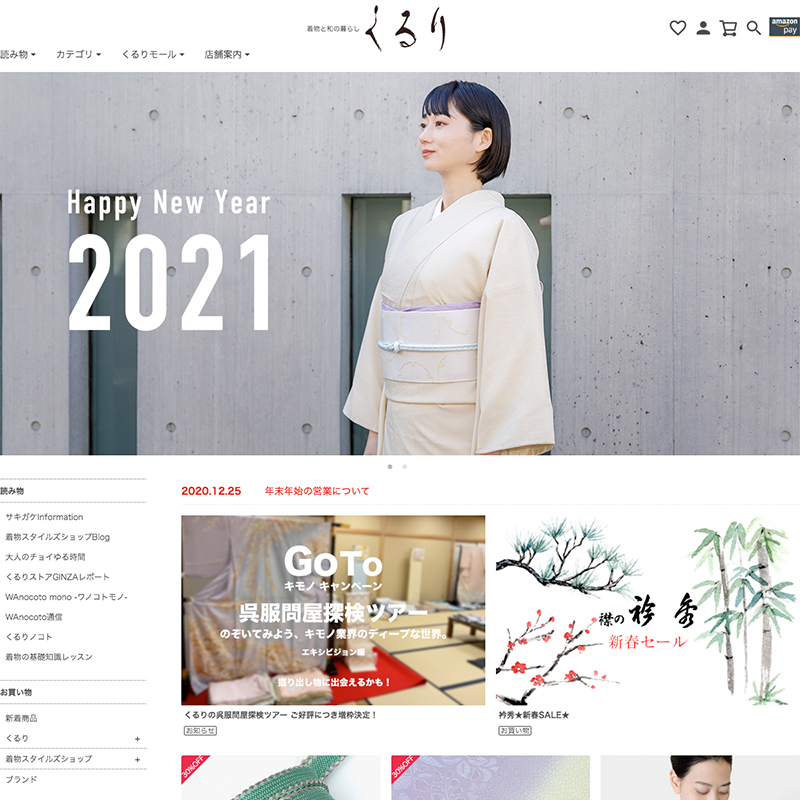 着物と和の暮らし
くるり
amazon
pay
読み物
カテゴリ
くるりモール
店舗案内
Happy New Year
2021
読み物
サキガケInformation
着物スタイルズショップBlog
大人のチョイゆる時間
くるりストアGINZAレポート
WAnocoto mono -ワノコトモノ-
WAnocoto通信
くるりノコト
着物の基礎知識レッスン
お買い物
新着商品
くるり +
着物スタイルズショップ +
ブランド
2020.12.25 年末年始の営業について
GoTo
キモノ キャンペーン
呉服問屋探検ツアー
のぞいてみよう、キモノ業界のディープな世界。
エキシビジョン編
掘り出し物に出会えるかも！
くるりの呉服問屋探検ツアー ご好評につき増枠決定！
お知らせ
襟の 衿秀
新春セール
衿秀★新春SALE★
お買い物
30%OFF
30%OFF